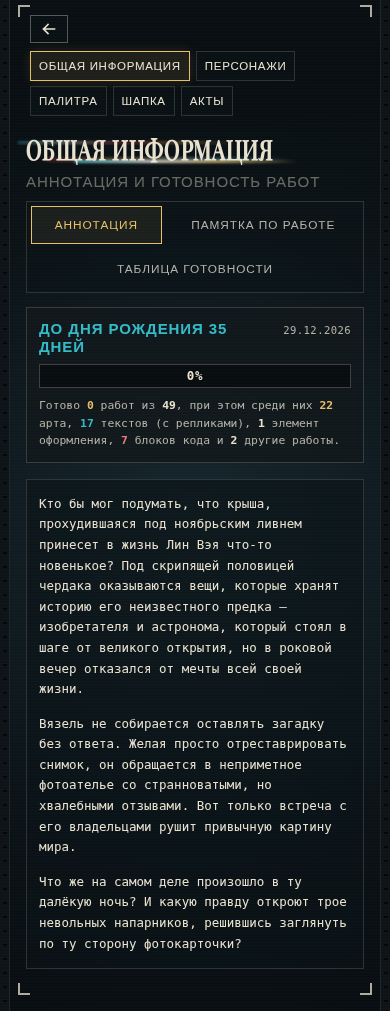 ОБЩАЯ ИНФОРМАЦИЯ
ПЕРСОНАЖИ
ПАЛИТРА
ШАПКА
АКТЫ
ОБЩАЯ ИНФОРМАЦИЯ
АННОТАЦИЯ И ГОТОВНОСТЬ РАБОТ
АННОТАЦИЯ
ПАМЯТКА ПО РАБОТЕ
ТАБЛИЦА ГОТОВНОСТИ
ДО ДНЯ РОЖДЕНИЯ 35
ДНЕЙ
29.12.2026
0%
Готово 0 работ из 49, при этом среди них 22
арта, 17 текстов (с репликами), 1 элемент
оформления, 7 блоков кода и 2 другие работы.
Кто бы мог подумать, что крыша,
прохудившаяся под ноябрьским ливнем
принесет в жизнь Лин Вэя что-то
новенькое? Под скрипящей половицей
чердака оказываются вещи, которые хранят
историю его неизвестного предка —
изобретателя и астронома, который стоял в
шаге от великого открытия, но в роковой
вечер отказался от мечты всей своей
жизни.
Вязель не собирается оставлять загадку
без ответа. Желая просто отреставрировать
снимок, он обращается в неприметное
фотоателье со странноватыми, но
хвалебными отзывами. Вот только встреча с
его владельцами рушит привычную картину
мира.
Что же на самом деле произошло в ту
далёкую ночь? И какую правду откроют трое
невольных напарников, решившись заглянуть
по ту сторону фотокарточки?